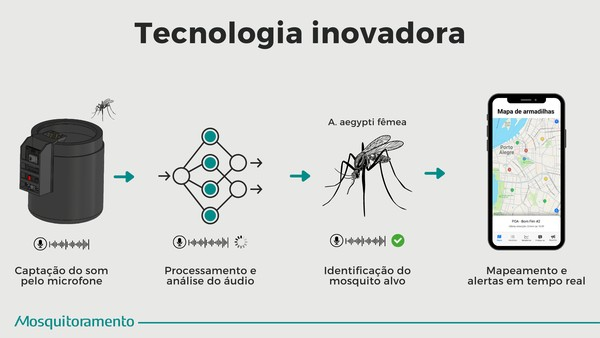 Tecnologia inovadora
A. aegypti fêmea
Mapa de armadilhas
Porto
Alegre
Captação do som
pelo microfone
Processamento e
análise do áudio
Identificação do
mosquito alvo
Mapeamento e
alertas em tempo real
Mosquitoramento